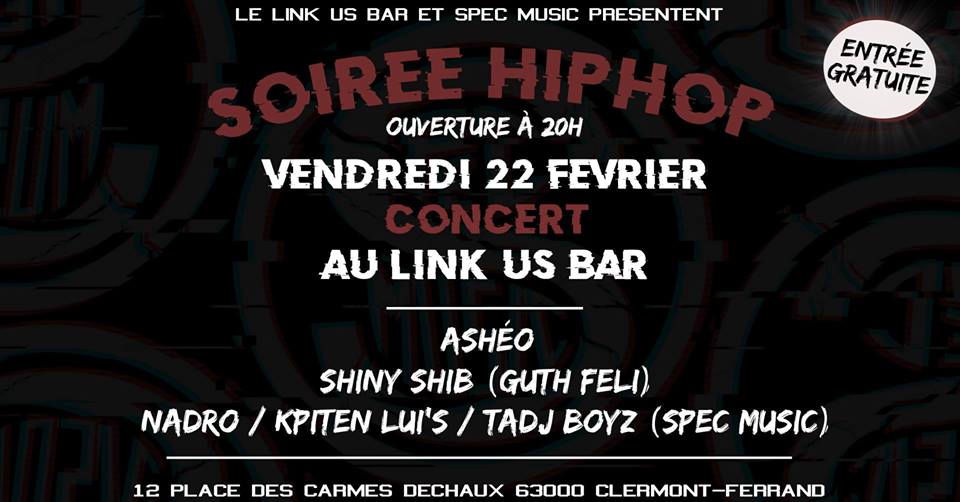 LE LINK US BAR ET SPEC MUSIC PRESENTENT
ENTRÉE
GRATUITE
SOIREE HIPHOP
OUVERTURE À 20H
VENDREDI 22 FEVRIER
CONCERT
AU LINK US BAR
ASHÉO
SHINY SHIB (GUTH FELI)
NADRO / KPITEN LUI'S / TADJ BOYZ (SPEC MUSIC)
12 PLACE DES CARMES DECHAUX 63000 CLERMONT-FERRAND